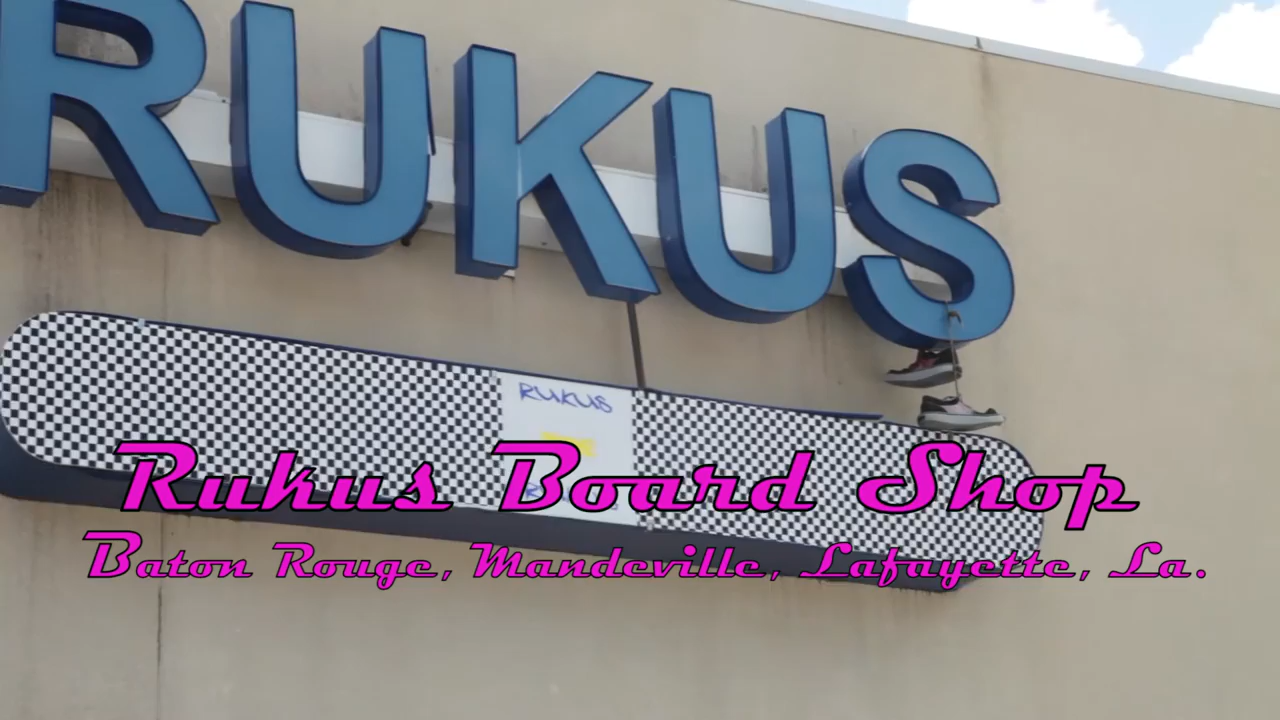 RUKUS
RUKUS
Rukus Board Shop
Baton Rouge, Mandeville, Lafayette, La.